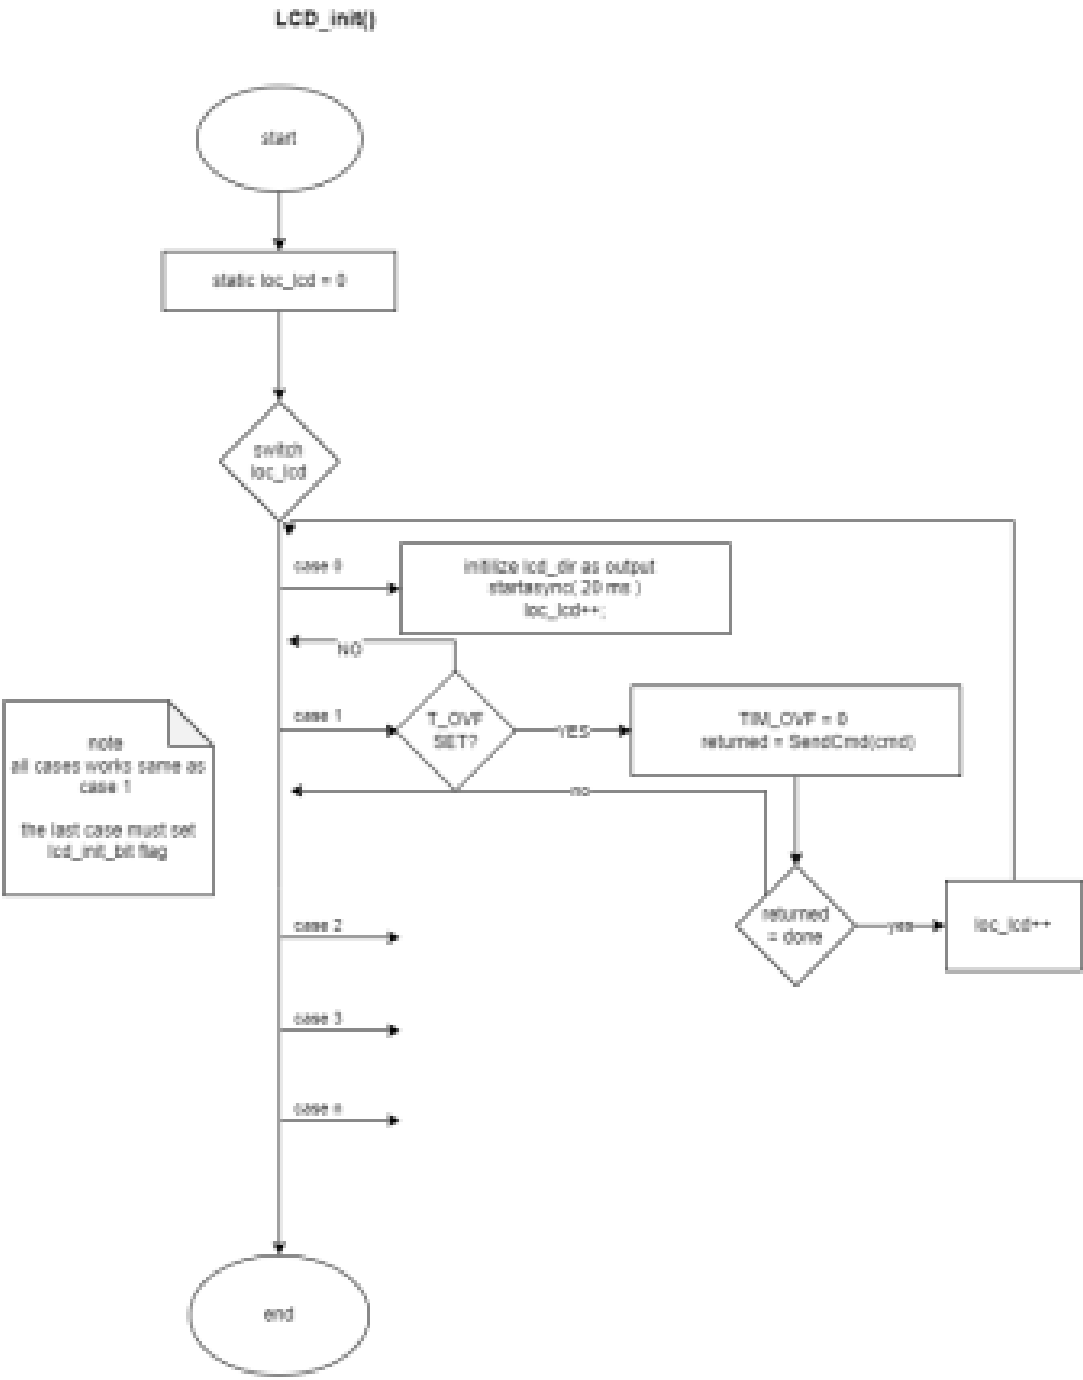 LCD_init()
start
static loc_lcd = 0
switch
loc_lcd
case 0
initilize lcd_dir as output
startasync( 20 ms )
loc_lcd++;
NO
case 1
T_OVF
SET?
YES
TIM_OVF = 0
returned = SendCmd(cmd)
note
all cases works same as
case 1
the last case must set
lcd_init_bit flag
no
returned
= done
yes
loc_lcd++
case 2
case 3
case n
end